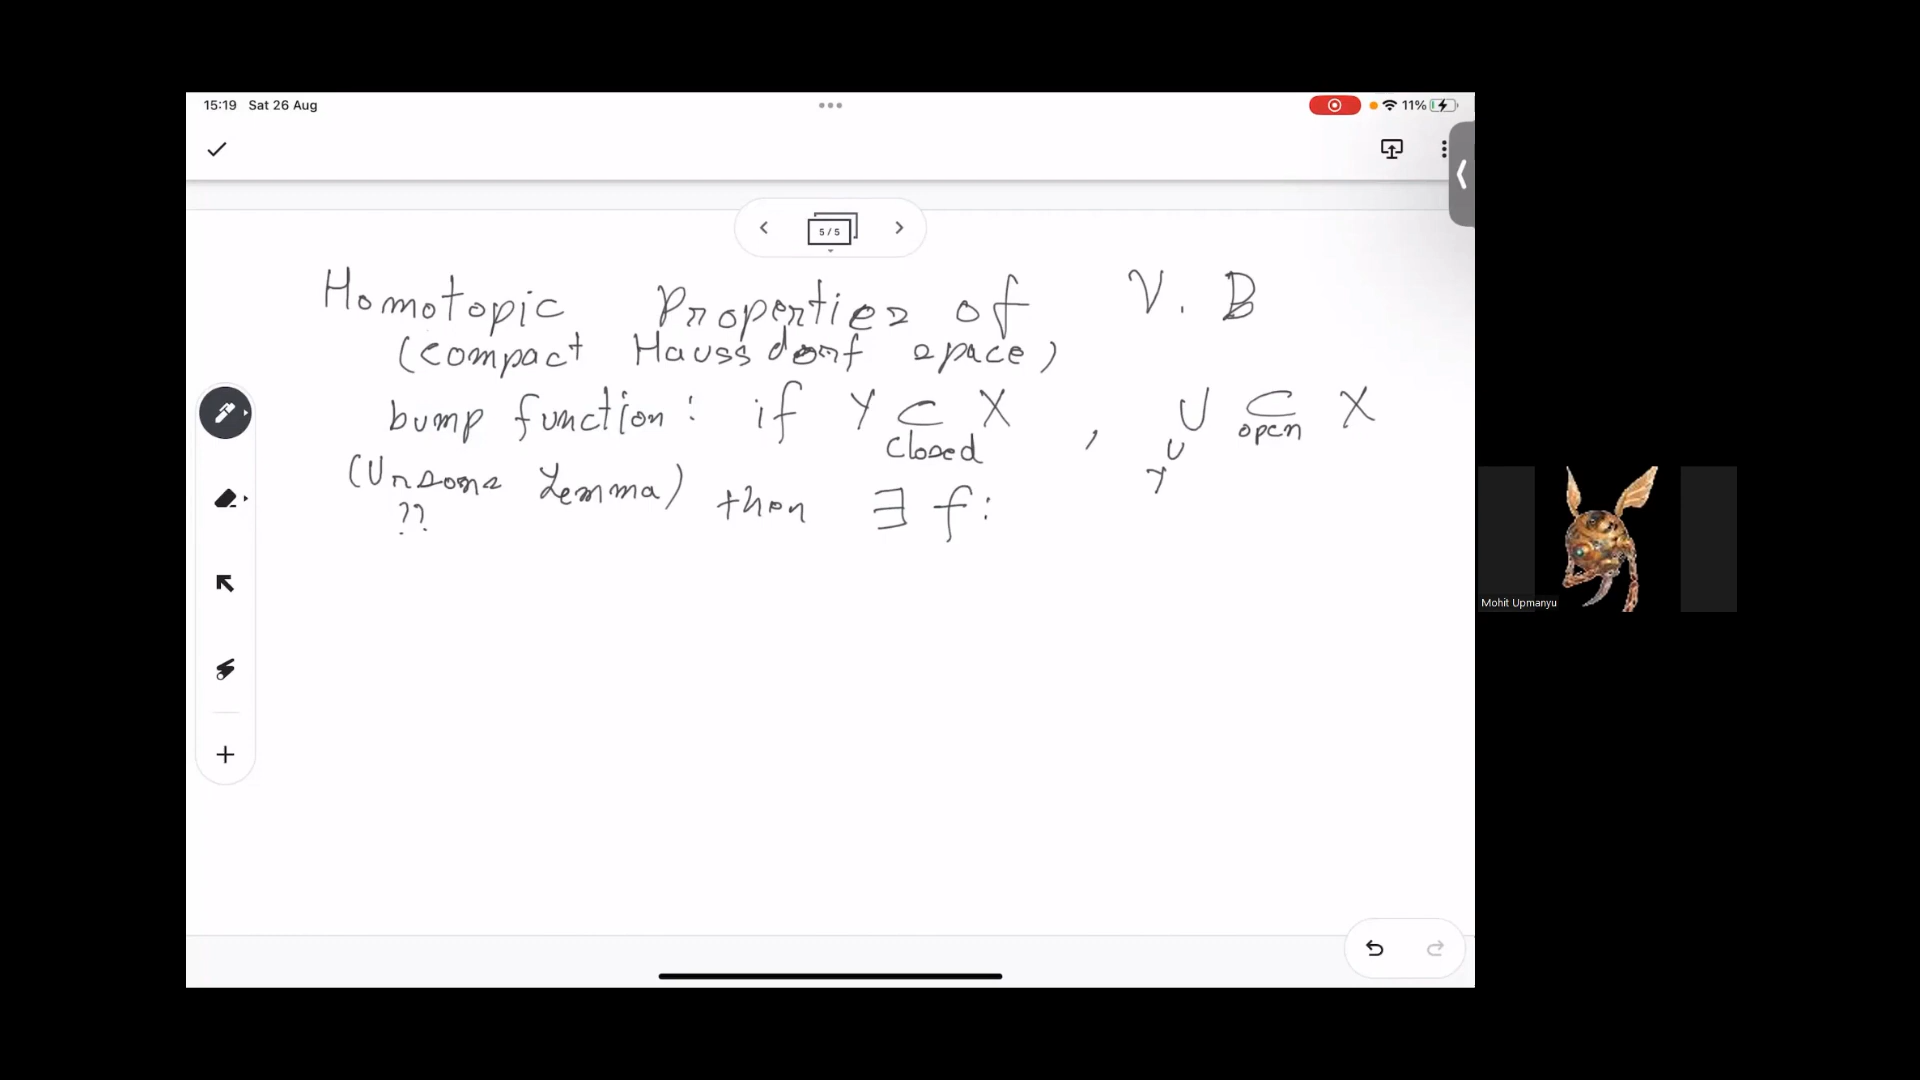 15:19 Sat 26 Aug
11%
5 / 5
Homotopic Properties of V. B
(compact Haussdorf space)
bump function: if Y ⊂ X , U ⊂ X
closed open
∪
Y
(Ursons Lemma) then ∃ f:
??
Mohit Upmanyu